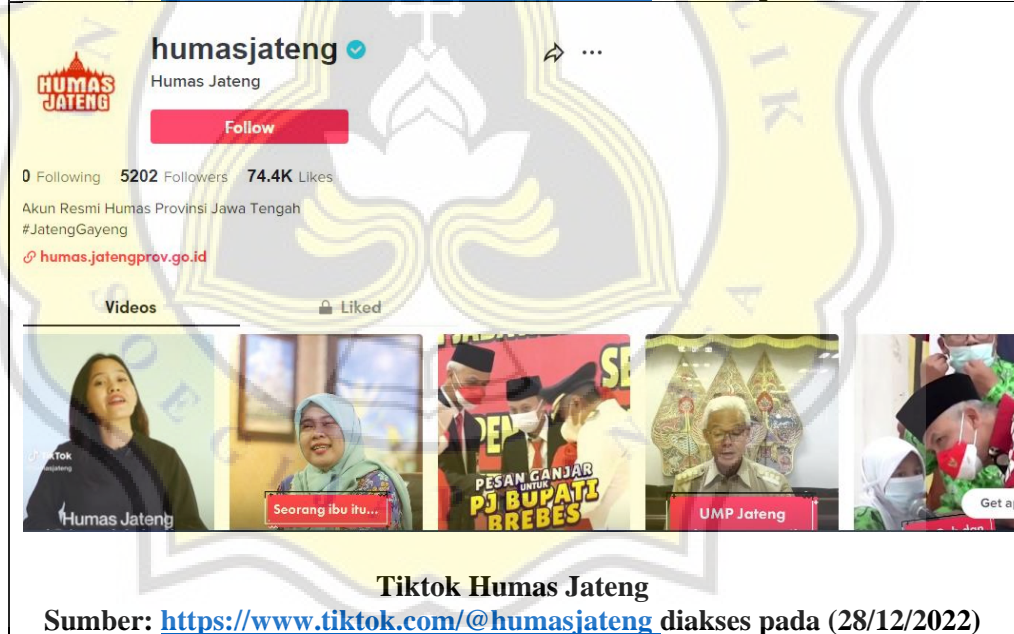 humasjateng
Humas Jateng
HUMAS
JATENG
Follow
0 Following 5202 Followers 74.4K Likes
Akun Resmi Humas Provinsi Jawa Tengah
#JatengGayeng
humas.jatengprov.go.id
Videos Liked
TikTok
Humas Jateng
Seorang ibu itu...
PESAN GANJAR
UNTUK
PJ BUPATI
BREBES
UMP Jateng
Get
Tiktok Humas Jateng
Sumber: https://www.tiktok.com/@humasjateng diakses pada (28/12/2022)